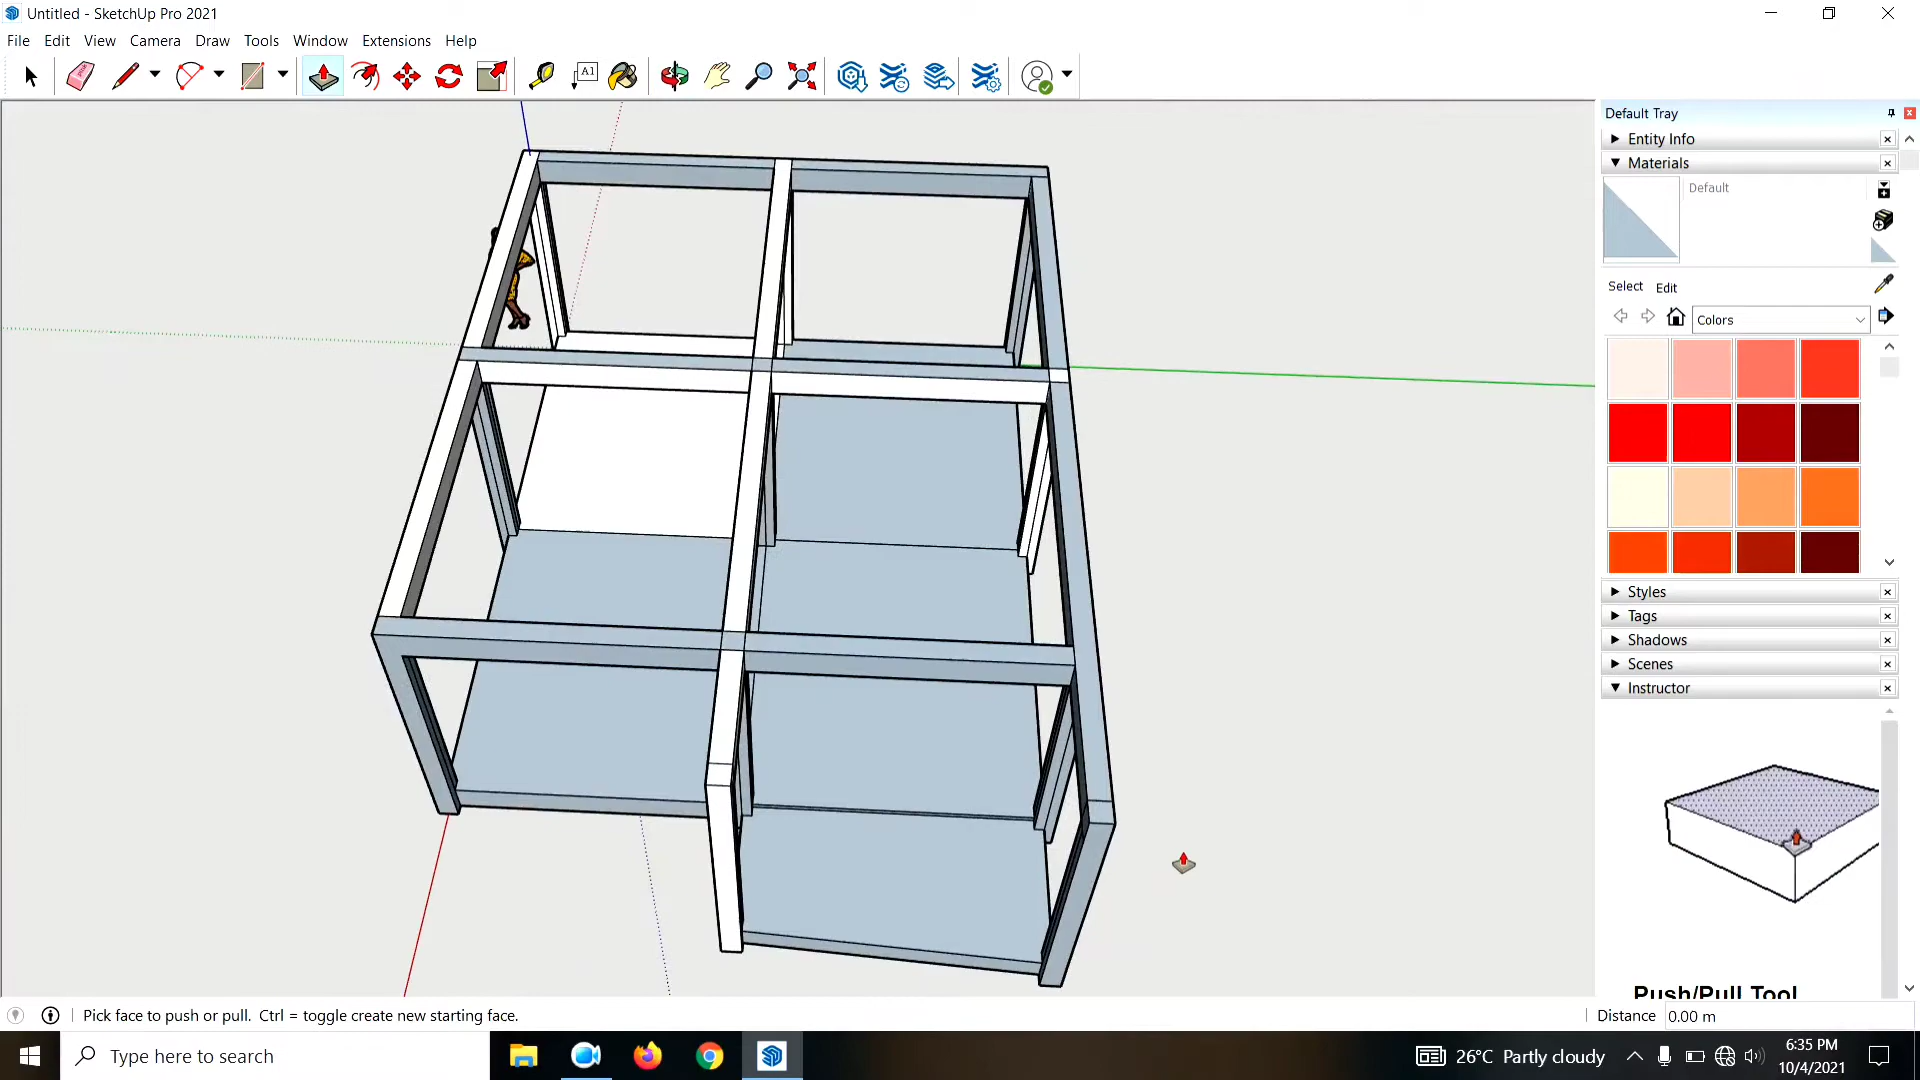 Untitled - SketchUp Pro 2021
File Edit View Camera Draw Tools Window Extensions Help
A1
Default Tray
Entity Info
Materials
Default
Select Edit
Colors
Styles
Tags
Shadows
Scenes
Instructor
Push/Pull Tool
Pick face to push or pull. Ctrl = toggle create new starting face.
Distance 0.00 m
Type here to search
26°C Partly cloudy
6:35 PM
10/4/2021